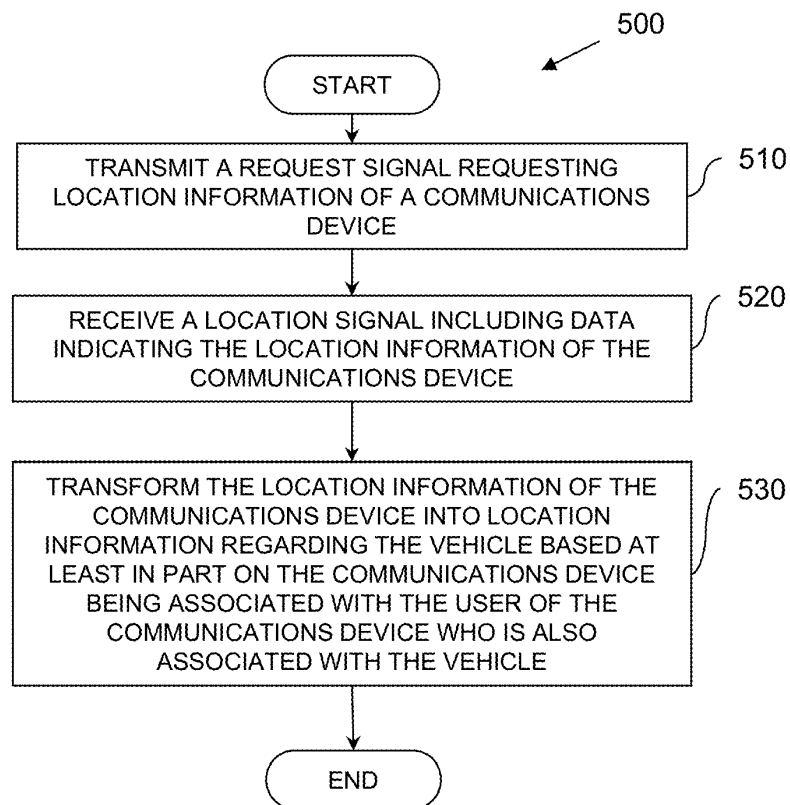 500
START
TRANSMIT A REQUEST SIGNAL REQUESTING
LOCATION INFORMATION OF A COMMUNICATIONS
DEVICE
510
RECEIVE A LOCATION SIGNAL INCLUDING DATA
INDICATING THE LOCATION INFORMATION OF THE
COMMUNICATIONS DEVICE
520
TRANSFORM THE LOCATION INFORMATION OF THE
COMMUNICATIONS DEVICE INTO LOCATION
INFORMATION REGARDING THE VEHICLE BASED AT
LEAST IN PART ON THE COMMUNICATIONS DEVICE
BEING ASSOCIATED WITH THE USER OF THE
COMMUNICATIONS DEVICE WHO IS ALSO
ASSOCIATED WITH THE VEHICLE
530
END